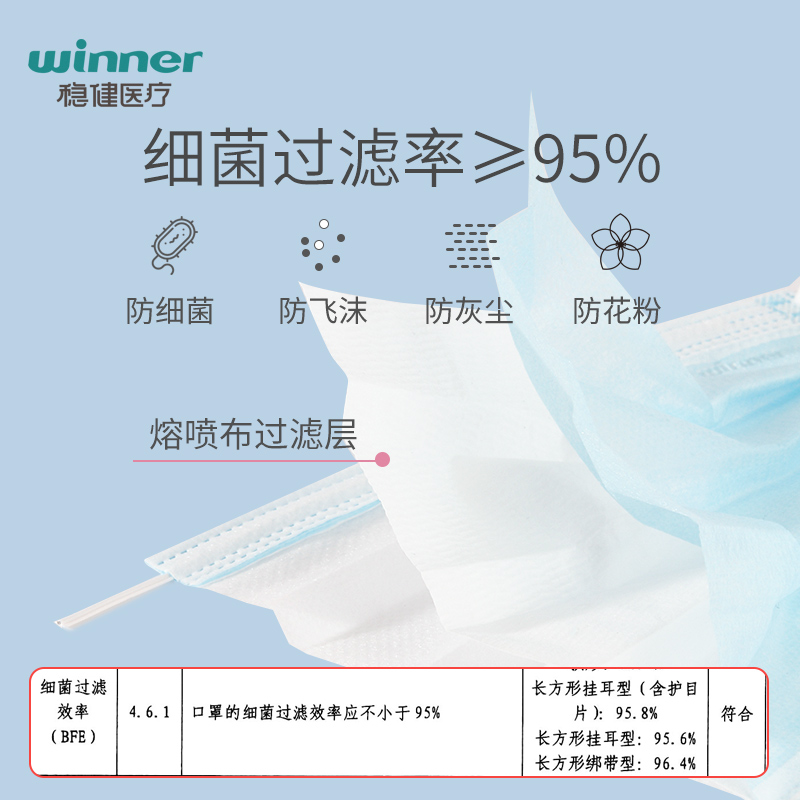 winner
稳健医疗
细菌过滤率≥95%
防细菌
防飞沫
防灰尘
防花粉
熔喷布过滤层
细菌过滤
效率
(BFE)
4.6.1
口罩的细菌过滤效率应不小于95%
长方形挂耳型(含护目
片): 95.8%
长方形挂耳型: 95.6%
长方形绑带型: 96.4%
符合